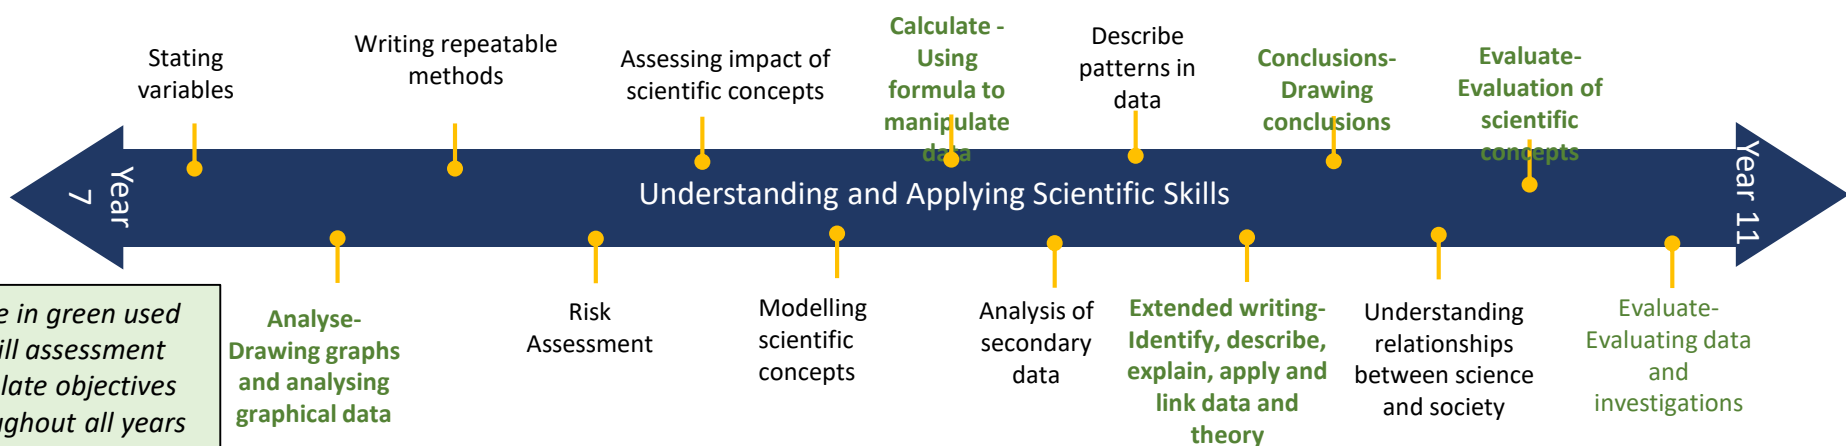 Stating
variables
Writing repeatable
methods
Assessing impact of
scientific concepts
Calculate -
Using
formula to
manipulate
data
Describe
patterns in
data
Conclusions-
Drawing
conclusions
Evaluate-
Evaluation of
scientific
concepts
Year
7
Understanding and Applying Scientific Skills
Year 11
e in green used
ill assessment
late objectives
ughout all years
Analyse-
Drawing graphs
and analysing
graphical data
Risk
Assessment
Modelling
scientific
concepts
Analysis of
secondary
data
Extended writing-
Identify, describe,
explain, apply and
link data and
theory
Understanding
relationships
between science
and society
Evaluate-
Evaluating data
and
investigations